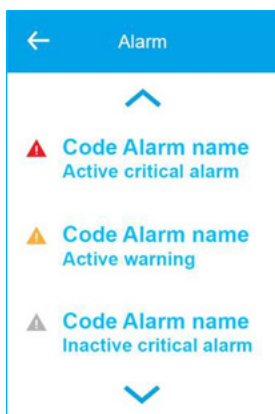 Alarm
Code Alarm name
Active critical alarm
Code Alarm name
Active warning
Code Alarm name
Inactive critical alarm